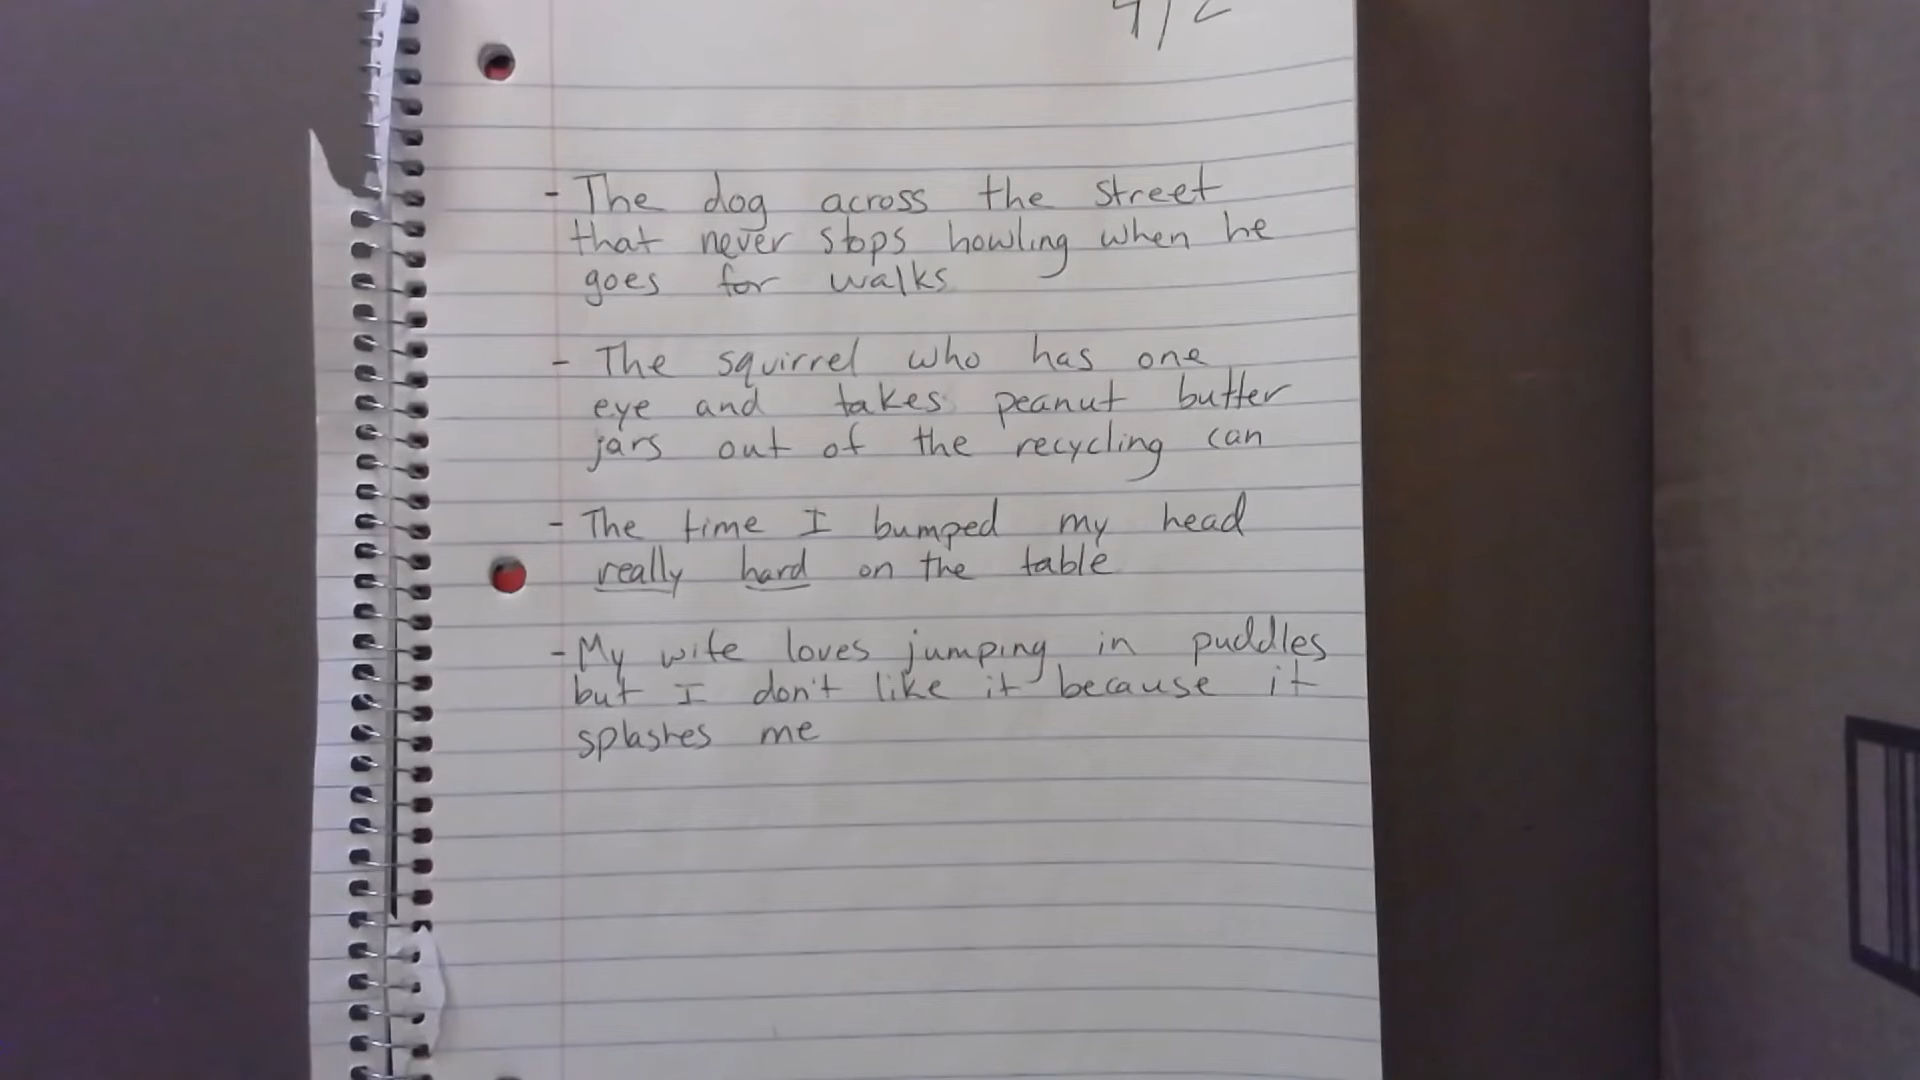 4/2
- The dog across the street
that never stops howling when he
goes for walks
- The squirrel who has one
eye and takes peanut butter
jars out of the recycling can
- The time I bumped my head
really hard on the table
- My wife loves jumping in puddles
but I don't like it because it
splashes me